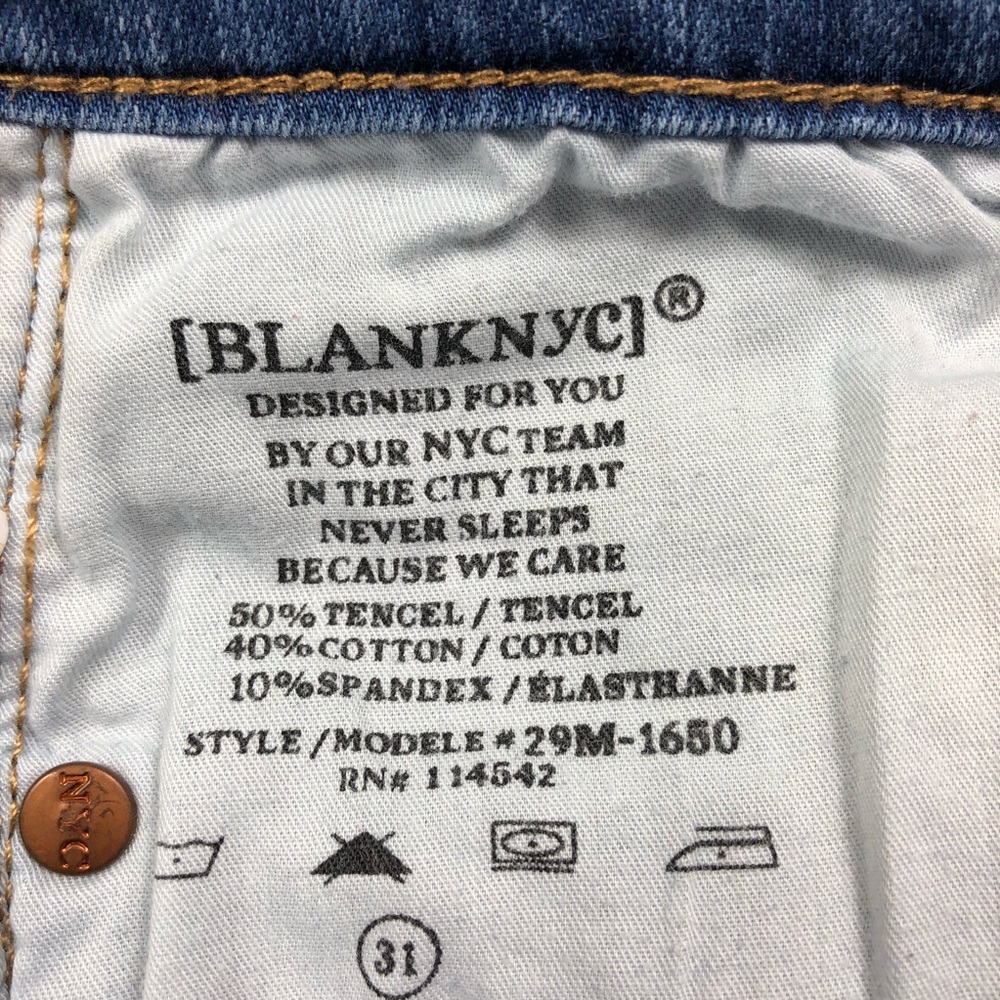 [BLANKNYC]®
DESIGNED FOR YOU
BY OUR NYC TEAM
IN THE CITY THAT
NEVER SLEEPS
BECAUSE WE CARE
50% TENCEL / TENCEL
40% COTTON / COTON
10% SPANDEX / ÉLASTHANNE
STYLE / MODELE # 29M-1650
RN# 114542
NYC
31